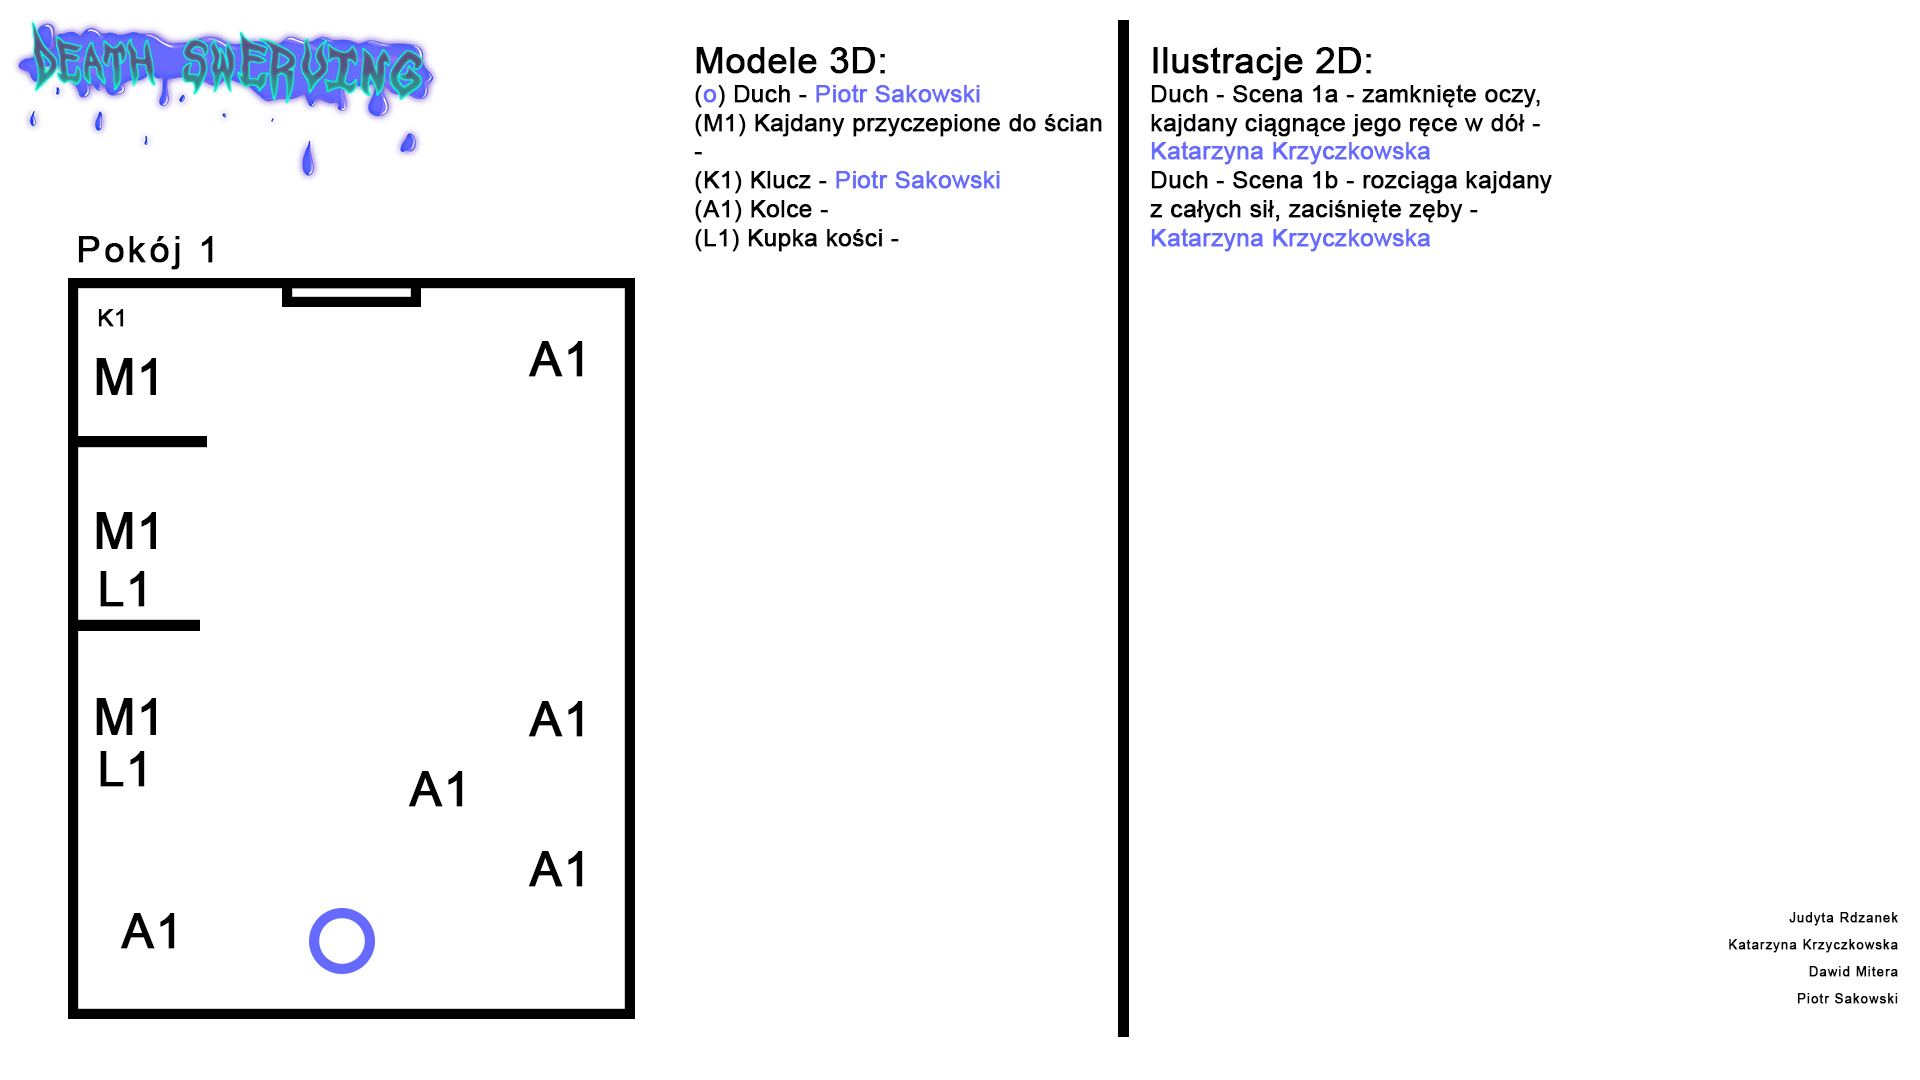 DEATH SWERVING
Modele 3D:
(o) Duch - Piotr Sakowski
(M1) Kajdany przyczepione do ścian
-
(K1) Klucz - Piotr Sakowski
(A1) Kolce -
(L1) Kupka kości -
Ilustracje 2D:
Duch - Scena 1a - zamknięte oczy,
kajdany ciągnące jego ręce w dół -
Katarzyna Krzyczkowska
Duch - Scena 1b - rozciąga kajdany
z całych sił, zaciśnięte zęby -
Katarzyna Krzyczkowska
Pokój 1
K1
M1
A1
M1
L1
M1
A1
L1
A1
A1
A1
Judyta Rdzanek
Katarzyna Krzyczkowska
Dawid Mitera
Piotr Sakowski